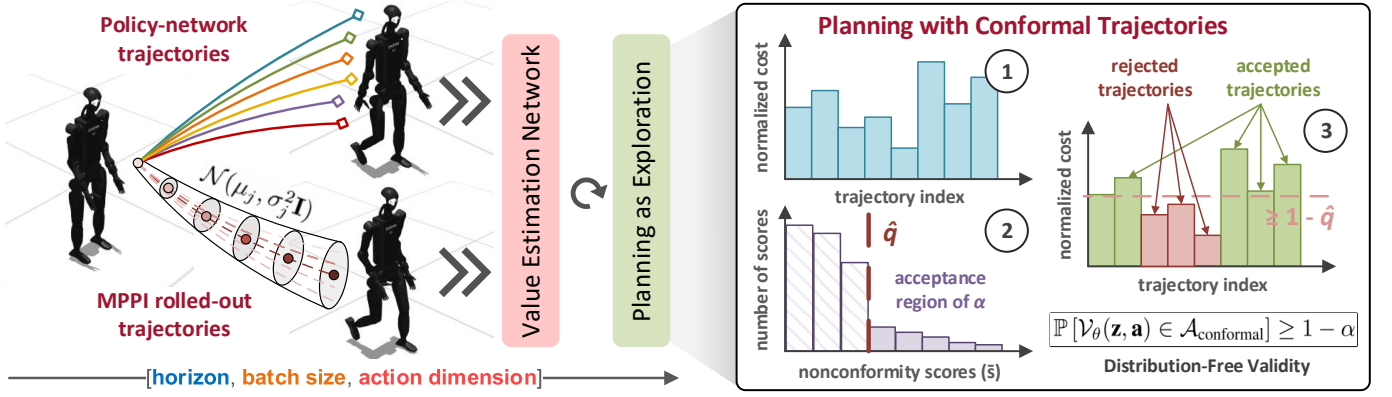 Policy-network
trajectories
𝒩(μ_j, σ_j^2 I)
MPPI rolled-out
trajectories
[horizon, batch size, action dimension]
Value Estimation Network
Planning as Exploration
Planning with Conformal Trajectories
normalized cost
trajectory index
1
number of scores
q̂
2
acceptance
region of α
nonconformity scores (s̄)
rejected
trajectories
accepted
trajectories
3
normalized cost
≥ 1 - q̂
trajectory index
ℙ [𝒱_θ(z, a) ∈ 𝒜_conformal] ≥ 1 − α
Distribution-Free Validity